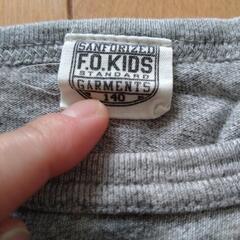 SANFORIZED
F.O.KIDS
STANDARD
GARMENTS
140